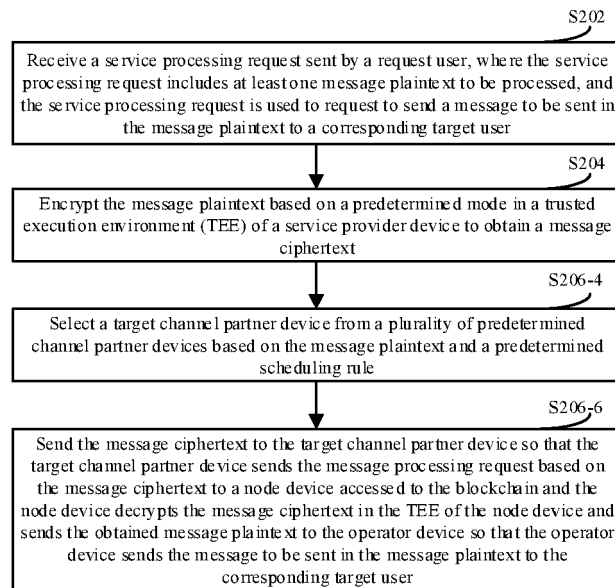 S202
Receive a service processing request sent by a request user, where the service
processing request includes at least one message plaintext to be processed, and
the service processing request is used to request to send a message to be sent in
the message plaintext to a corresponding target user
S204
Encrypt the message plaintext based on a predetermined mode in a trusted
execution environment (TEE) of a service provider device to obtain a message
ciphertext
S206-4
Select a target channel partner device from a plurality of predetermined
channel partner devices based on the message plaintext and a predetermined
scheduling rule
S206-6
Send the message ciphertext to the target channel partner device so that the
target channel partner device sends the message processing request based on
the message ciphertext to a node device accessed to the blockchain and the
node device decrypts the message ciphertext in the TEE of the node device and
sends the obtained message plaintext to the operator device so that the operator
device sends the message to be sent in the message plaintext to the
corresponding target user